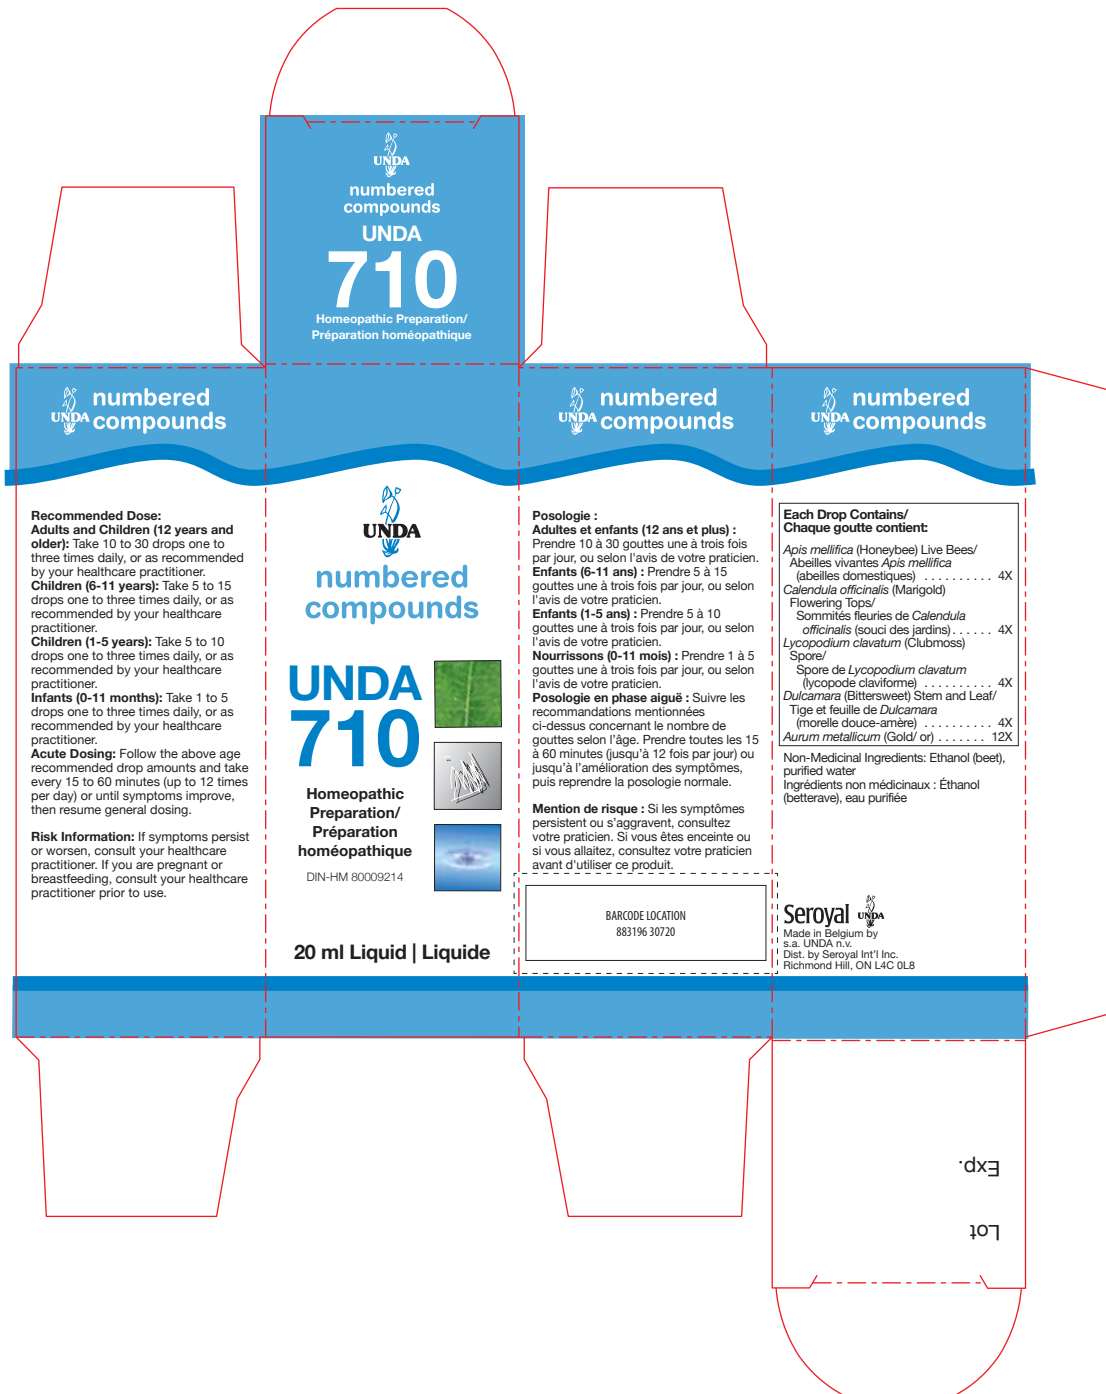 UNDA
numbered
compounds
UNDA
710
Homeopathic Preparation/
Préparation homéopathique
UNDA
numbered
compounds
Recommended Dose:
Adults and Children (12 years and
older): Take 10 to 30 drops one to
three times daily, or as recommended
by your healthcare practitioner.
Children (6-11 years): Take 5 to 15
drops one to three times daily, or as
recommended by your healthcare
practitioner.
Children (1-5 years): Take 5 to 10
drops one to three times daily, or as
recommended by your healthcare
practitioner.
Infants (0-11 months): Take 1 to 5
drops one to three times daily, or as
recommended by your healthcare
practitioner.
Acute Dosing: Follow the above age
recommended drop amounts and take
every 15 to 60 minutes (up to 12 times
per day) or until symptoms improve,
then resume general dosing.
Risk Information: If symptoms persist
or worsen, consult your healthcare
practitioner. If you are pregnant or
breastfeeding, consult your healthcare
practitioner prior to use.
UNDA
numbered
compounds
UNDA
710
Homeopathic
Preparation/
Préparation
homéopathique
DIN-HM 80009214
20 ml Liquid | Liquide
UNDA
numbered
compounds
Posologie :
Adultes et enfants (12 ans et plus) :
Prendre 10 à 30 gouttes une à trois fois
par jour, ou selon l'avis de votre praticien.
Enfants (6-11 ans) : Prendre 5 à 15
gouttes une à trois fois par jour, ou selon
l'avis de votre praticien.
Enfants (1-5 ans) : Prendre 5 à 10
gouttes une à trois fois par jour, ou selon
l'avis de votre praticien.
Nourrissons (0-11 mois) : Prendre 1 à 5
gouttes une à trois fois par jour, ou selon
l'avis de votre praticien.
Posologie en phase aiguë : Suivre les
recommandations mentionnées
ci-dessus concernant le nombre de
gouttes selon l'âge. Prendre toutes les 15
à 60 minutes (jusqu'à 12 fois par jour) ou
jusqu'à l'amélioration des symptômes,
puis reprendre la posologie normale.
Mention de risque : Si les symptômes
persistent ou s’aggravent, consultez
votre praticien. Si vous êtes enceinte ou
si vous allaitez, consultez votre praticien
avant d'utiliser ce produit.
BARCODE LOCATION
883196 30720
UNDA
numbered
compounds
Each Drop Contains/
Chaque goutte contient:
Apis mellifica (Honeybee) Live Bees/
Abeilles vivantes Apis mellifica
(abeilles domestiques) . . . . . . . . . . 4X
Calendula officinalis (Marigold)
Flowering Tops/
Sommités fleuries de Calendula
officinalis (souci des jardins) . . . . . . 4X
Lycopodium clavatum (Clubmoss)
Spore/
Spore de Lycopodium clavatum
(lycopode claviforme) . . . . . . . . . . 4X
Dulcamara (Bittersweet) Stem and Leaf/
Tige et feuille de Dulcamara
(morelle douce-amère) . . . . . . . . . . 4X
Aurum metallicum (Gold/ or) . . . . . . . 12X
Non-Medicinal Ingredients: Ethanol (beet),
purified water
Ingrédients non médicinaux : Éthanol
(betterave), eau purifiée
Seroyal UNDA
Made in Belgium by
s.a. UNDA n.v.
Dist. by Seroyal Int'l Inc.
Richmond Hill, ON L4C 0L8
Lot
Exp.